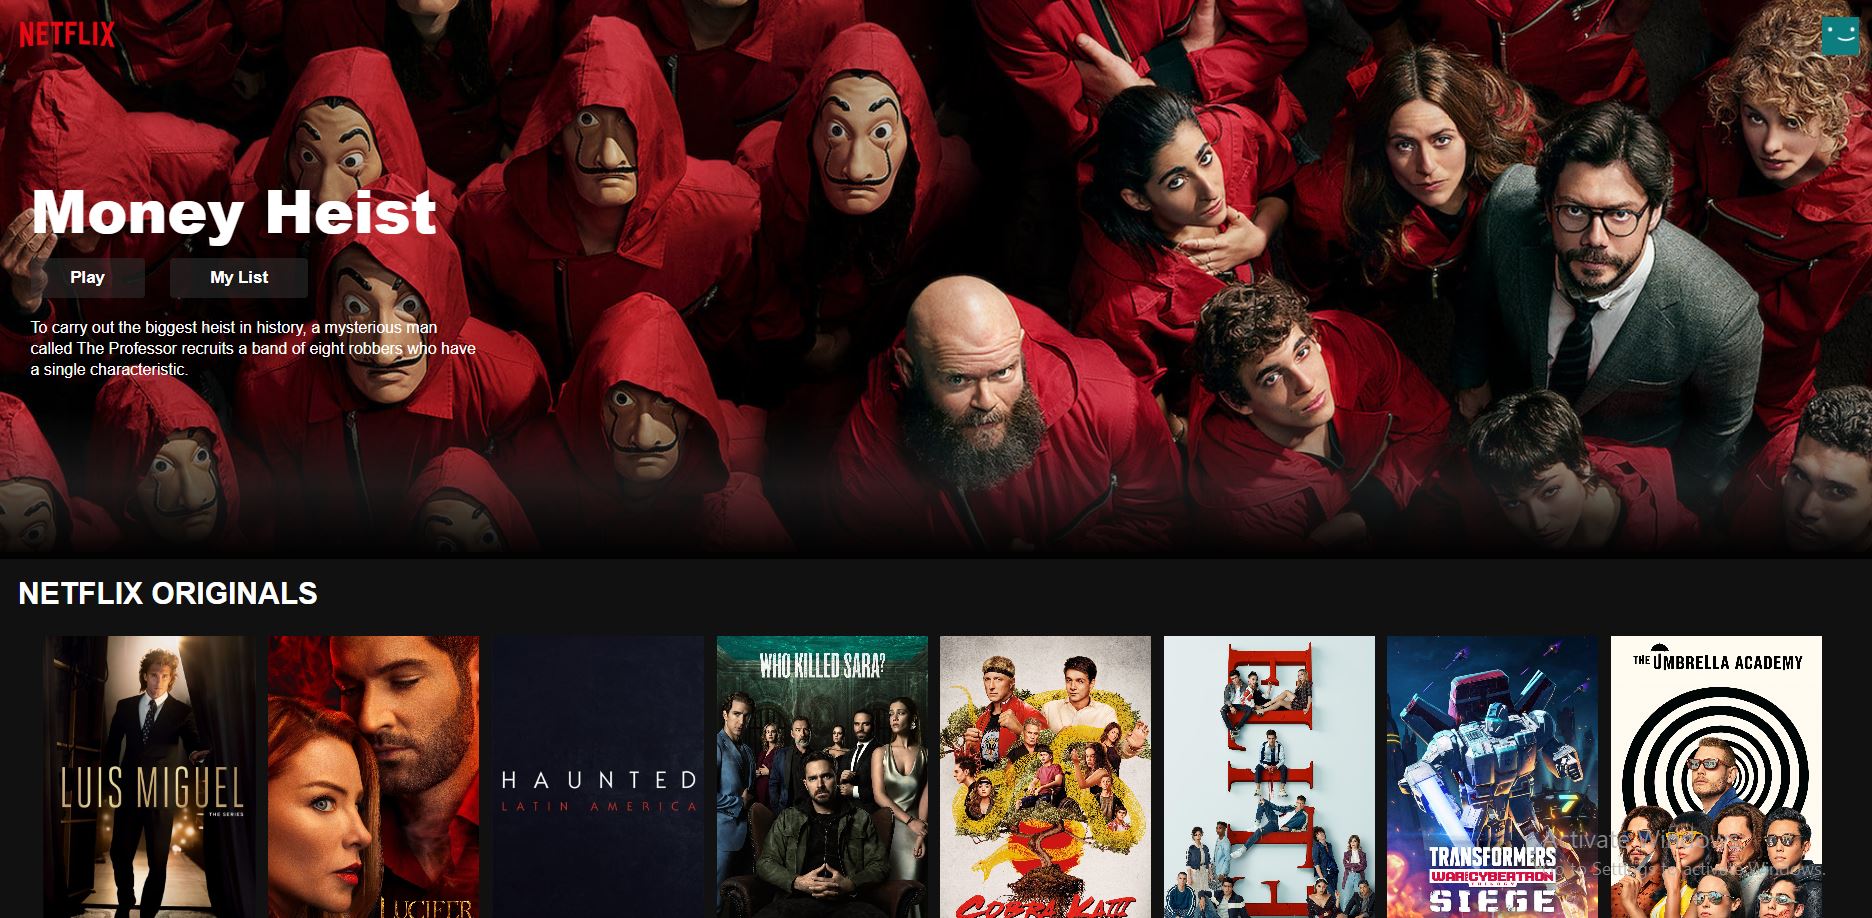 NETFLIX
Money Heist
Play
My List
To carry out the biggest heist in history, a mysterious man
called The Professor recruits a band of eight robbers who have
a single characteristic.
NETFLIX ORIGINALS
LUIS MIGUEL
THE SERIES
LUCIFER
HAUNTED
LATIN AMERICA
WHO KILLED SARA?
COBRA KAI
ELITE
TRANSFORMERS
WAR FOR CYBERTRON
TRILOGY
SIEGE
THE UMBRELLA ACADEMY
Activate Windows
Go to Settings to activate Windows.